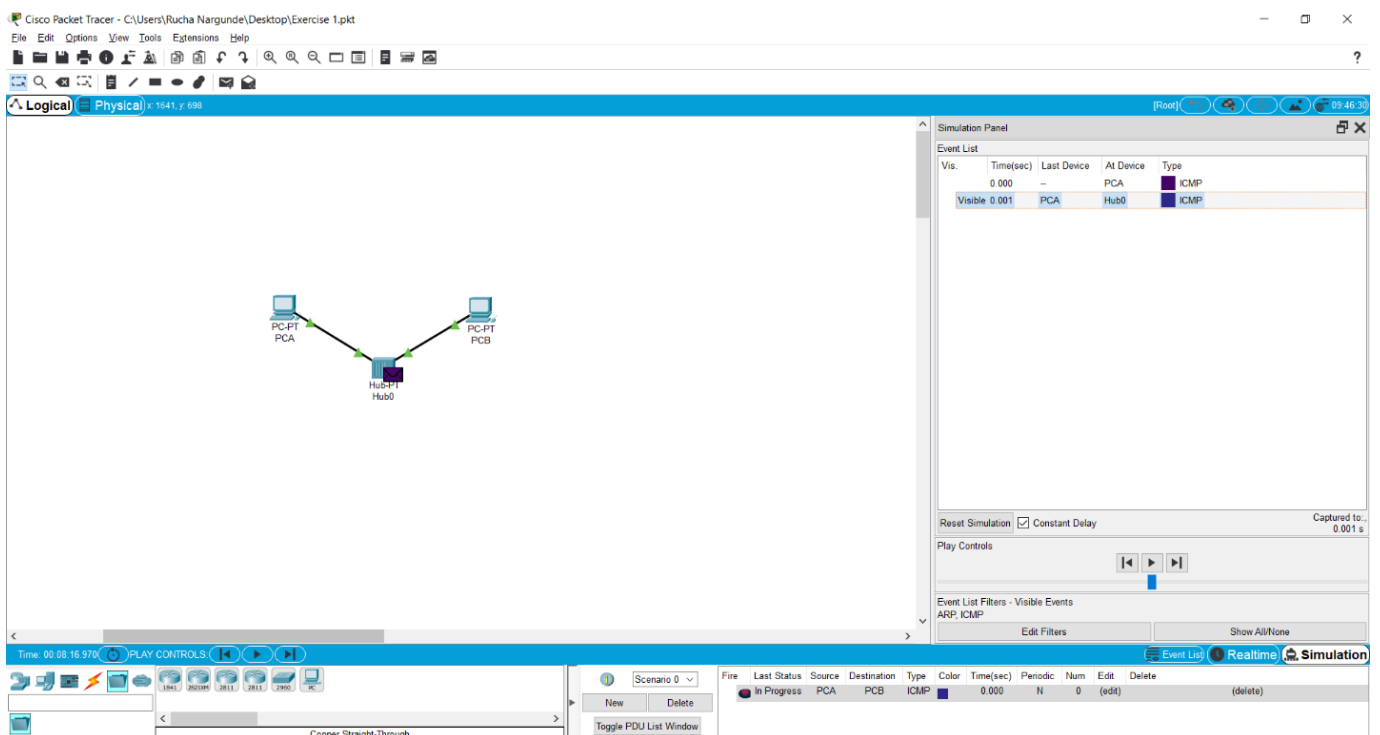 Cisco Packet Tracer - C:\Users\Rucha Nargunde\Desktop\Exercise 1.pkt
File Edit Options View Tools Extensions Help
?
Logical Physical x: 1641, y: 698 [Root] 09:46:30
Simulation Panel
Event List
Vis. Time(sec) Last Device At Device Type
0.000 -- PCA ICMP
Visible 0.001 PCA Hub0 ICMP
PC-PT
PCA
PC-PT
PCB
Hub-PT
Hub0
Reset Simulation Constant Delay Captured to:
0.001 s
Play Controls
Event List Filters - Visible Events
ARP, ICMP
Edit Filters Show All/None
Time: 00:08:16.970 PLAY CONTROLS: Event List Realtime Simulation
1841 2811 2811 2960 PC
Scenario 0
New Delete
Toggle PDU List Window
Fire Last Status Source Destination Type Color Time(sec) Periodic Num Edit Delete
In Progress PCA PCB ICMP 0.000 N 0 (edit) (delete)
Copper Straight-Through